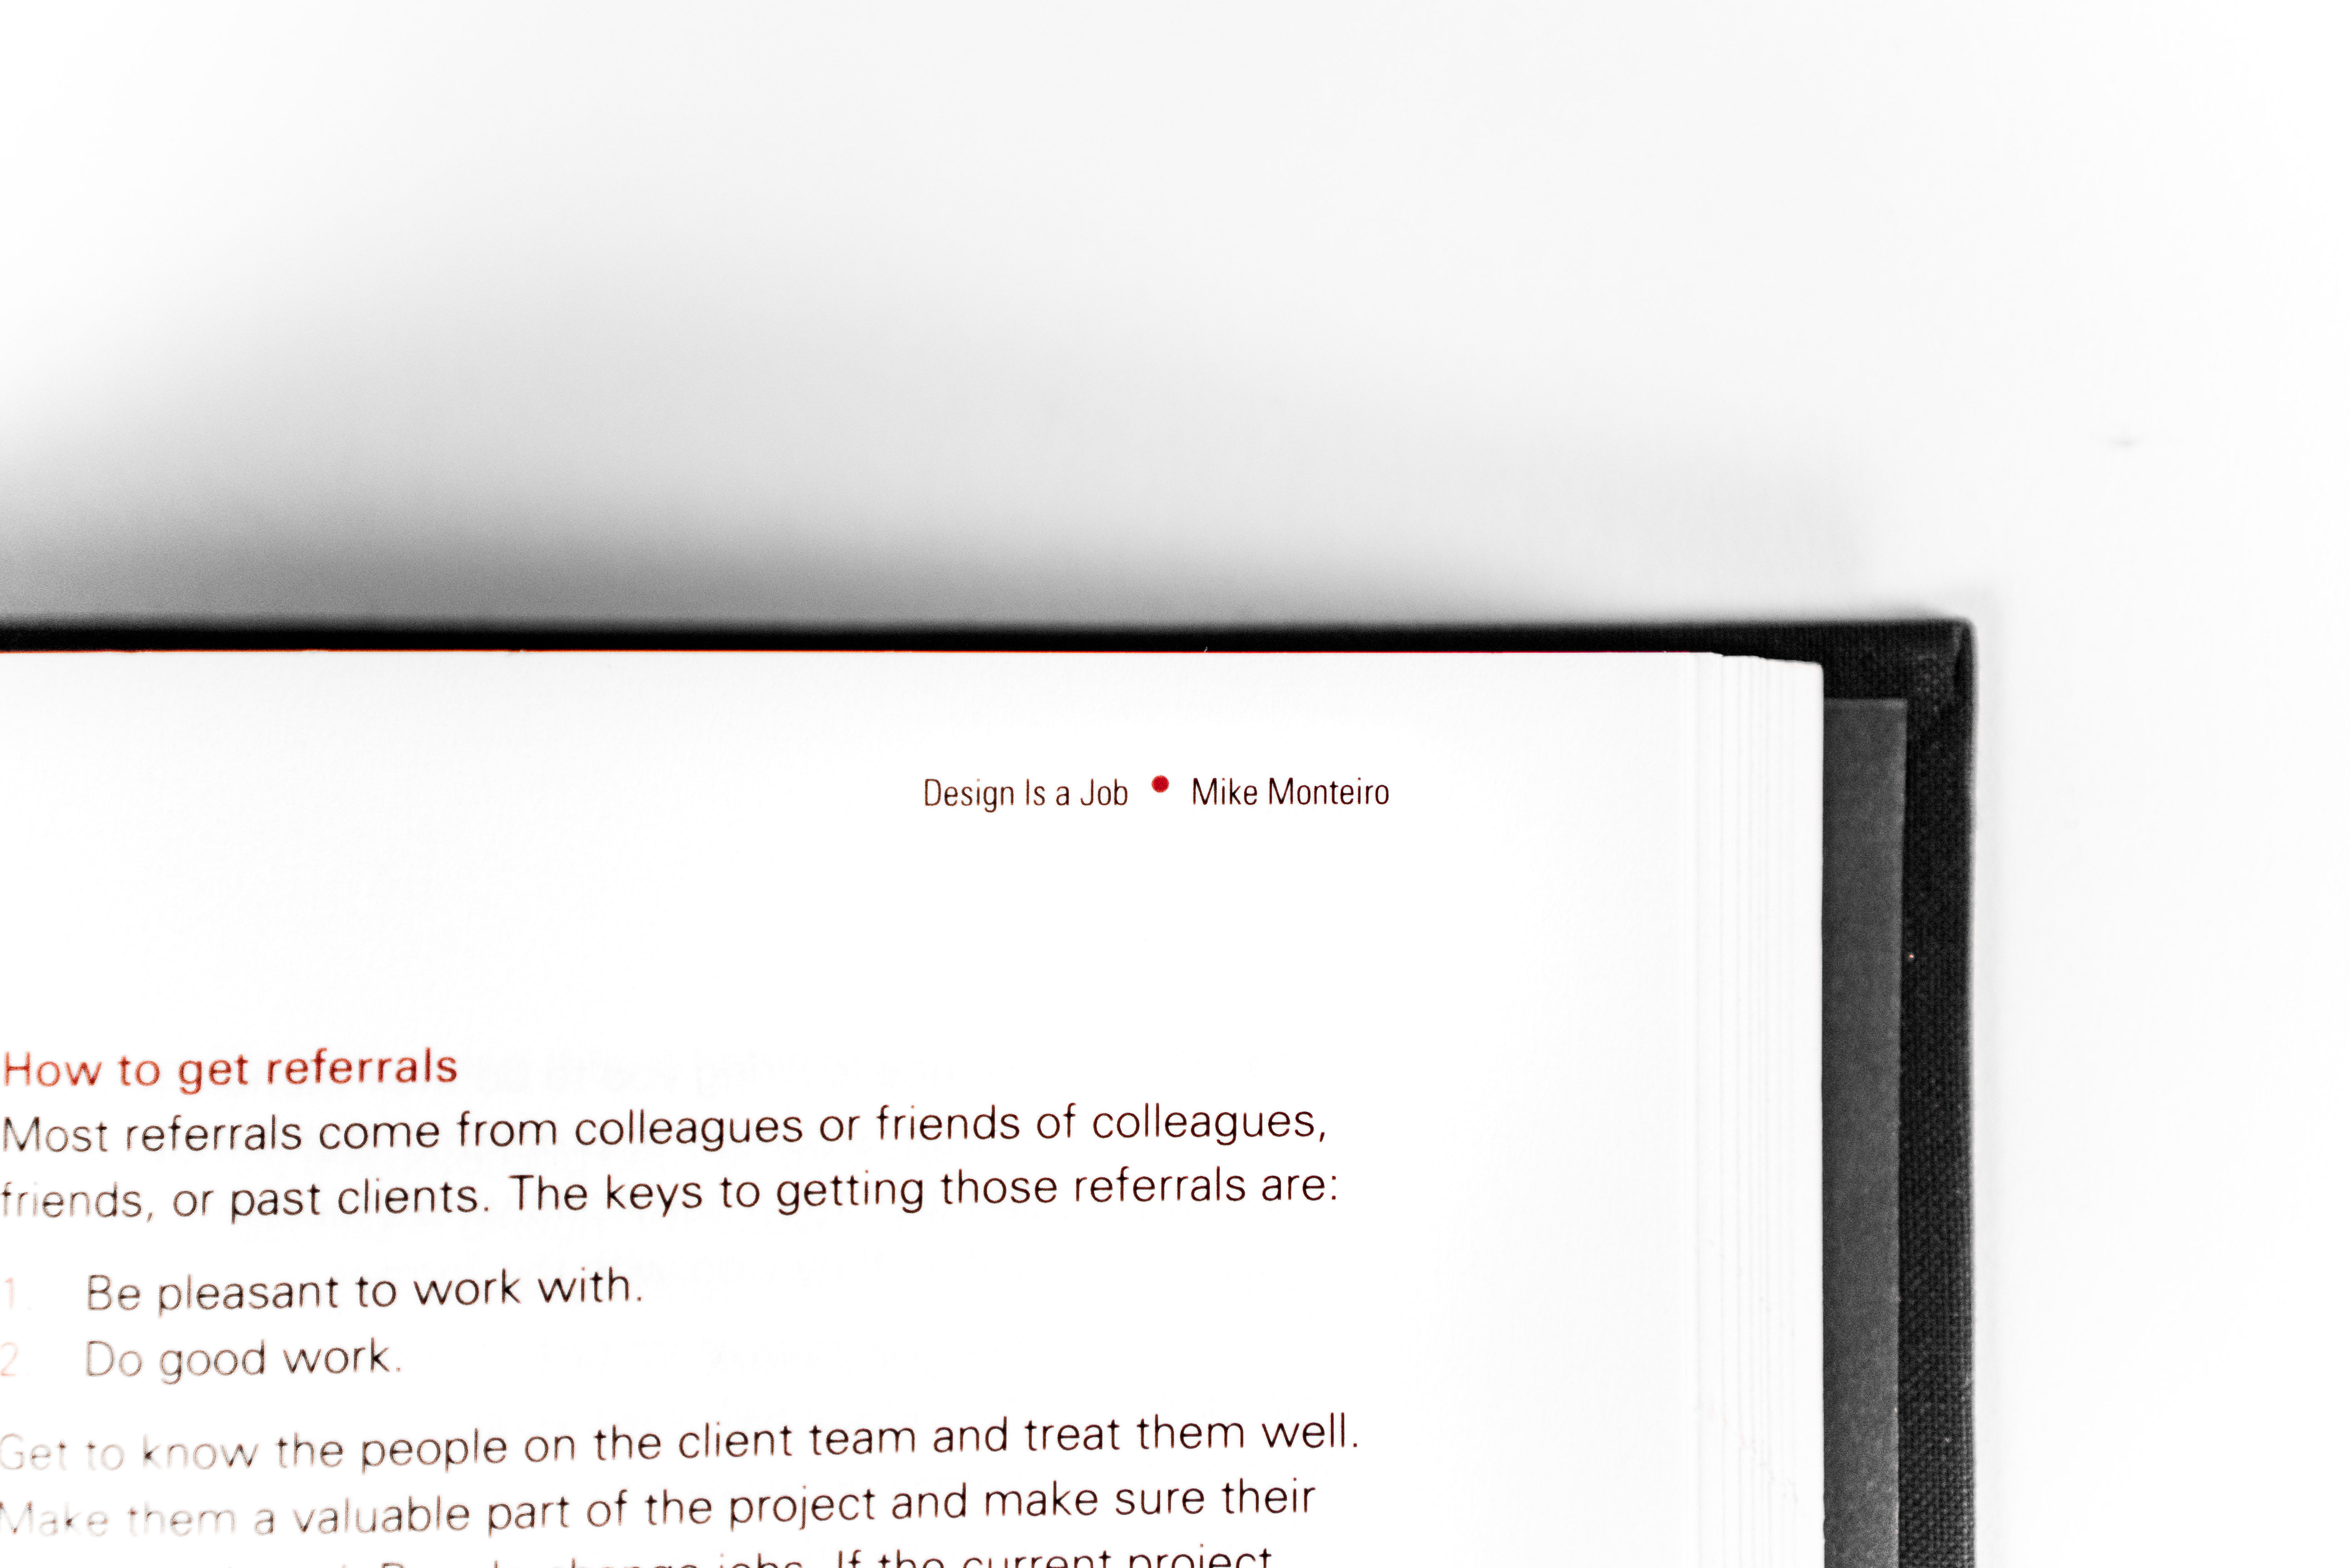 Design Is a Job • Mike Monteiro
How to get referrals
Most referrals come from colleagues or friends of colleagues,
friends, or past clients. The keys to getting those referrals are:
1. Be pleasant to work with.
2. Do good work.
Get to know the people on the client team and treat them well.
Make them a valuable part of the project and make sure their
change jobs. If the current project